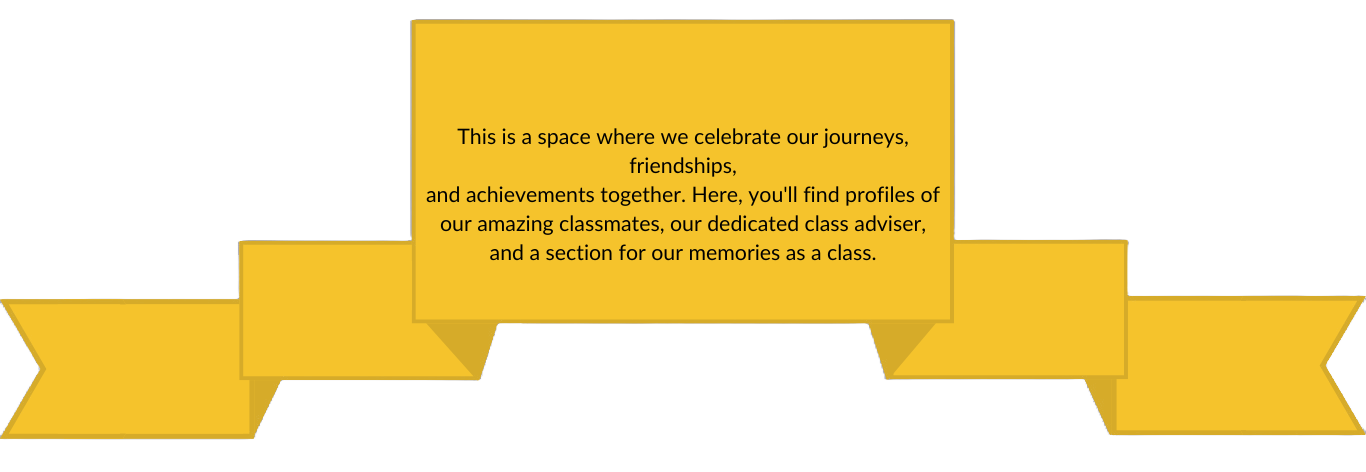 This is a space where we celebrate our journeys,
friendships,
and achievements together. Here, you'll find profiles of
our amazing classmates, our dedicated class adviser,
and a section for our memories as a class.